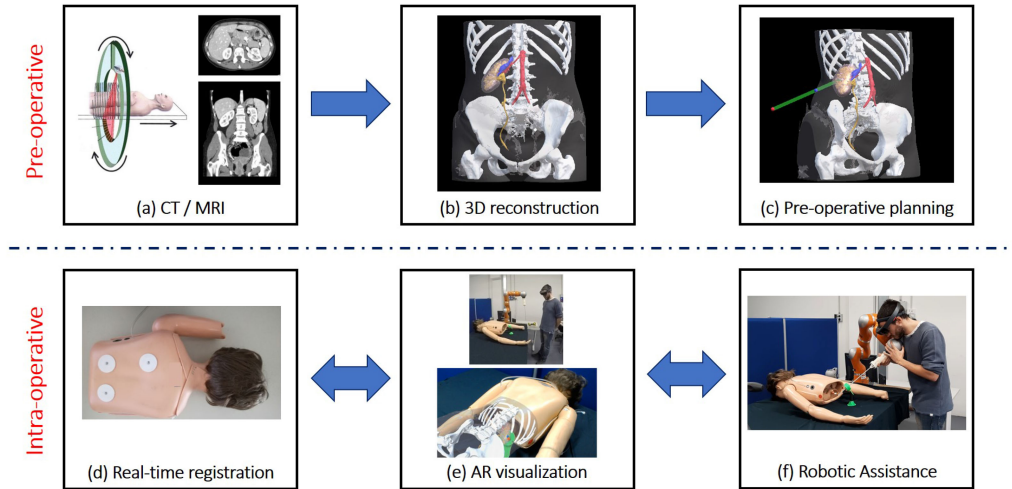 Pre-operative
(a) CT / MRI
(b) 3D reconstruction
(c) Pre-operative planning
Intra-operative
(d) Real-time registration
(e) AR visualization
(f) Robotic Assistance